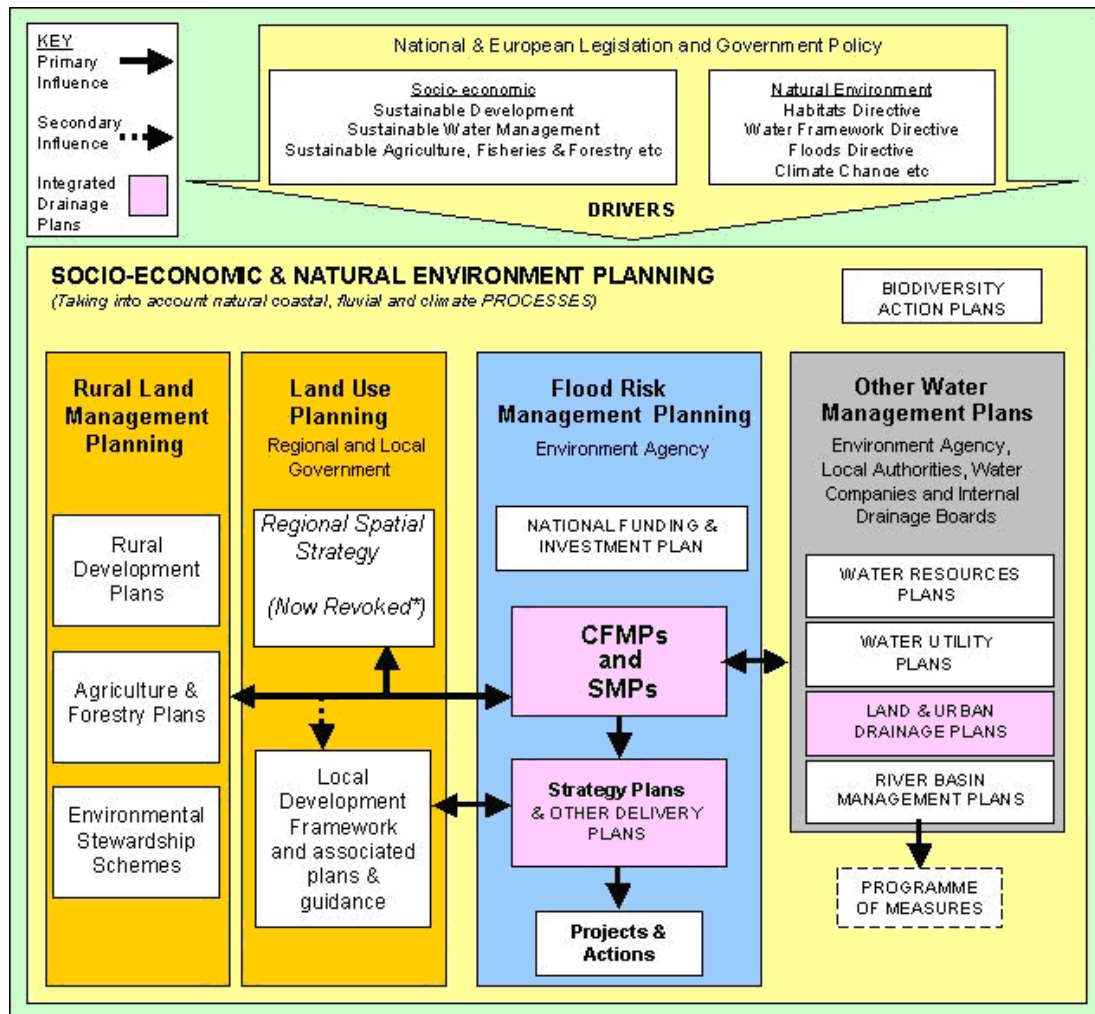 KEY
Primary
Influence
Secondary
Influence
Integrated
Drainage
Plans
National & European Legislation and Government Policy
Socio-economic
Sustainable Development
Sustainable Water Management
Sustainable Agriculture, Fisheries & Forestry etc
Natural Environment
Habitats Directive
Water Framework Directive
Floods Directive
Climate Change etc
DRIVERS
SOCIO-ECONOMIC & NATURAL ENVIRONMENT PLANNING
(Taking into account natural coastal, fluvial and climate PROCESSES)
BIODIVERSITY
ACTION PLANS
Rural Land
Management
Planning
Rural
Development
Plans
Agriculture &
Forestry Plans
Environmental
Stewardship
Schemes
Land Use
Planning
Regional and Local
Government
Regional Spatial
Strategy
(Now Revoked*)
Local
Development
Framework
and associated
plans &
guidance
Flood Risk
Management Planning
Environment Agency
NATIONAL FUNDING &
INVESTMENT PLAN
CFMPs
and
SMPs
Strategy Plans
& OTHER DELIVERY
PLANS
Projects &
Actions
Other Water
Management Plans
Environment Agency,
Local Authorities, Water
Companies and Internal
Drainage Boards
WATER RESOURCES
PLANS
WATER UTILITY
PLANS
LAND & URBAN
DRAINAGE PLANS
RIVER BASIN
MANAGEMENT PLANS
PROGRAMME
OF MEASURES